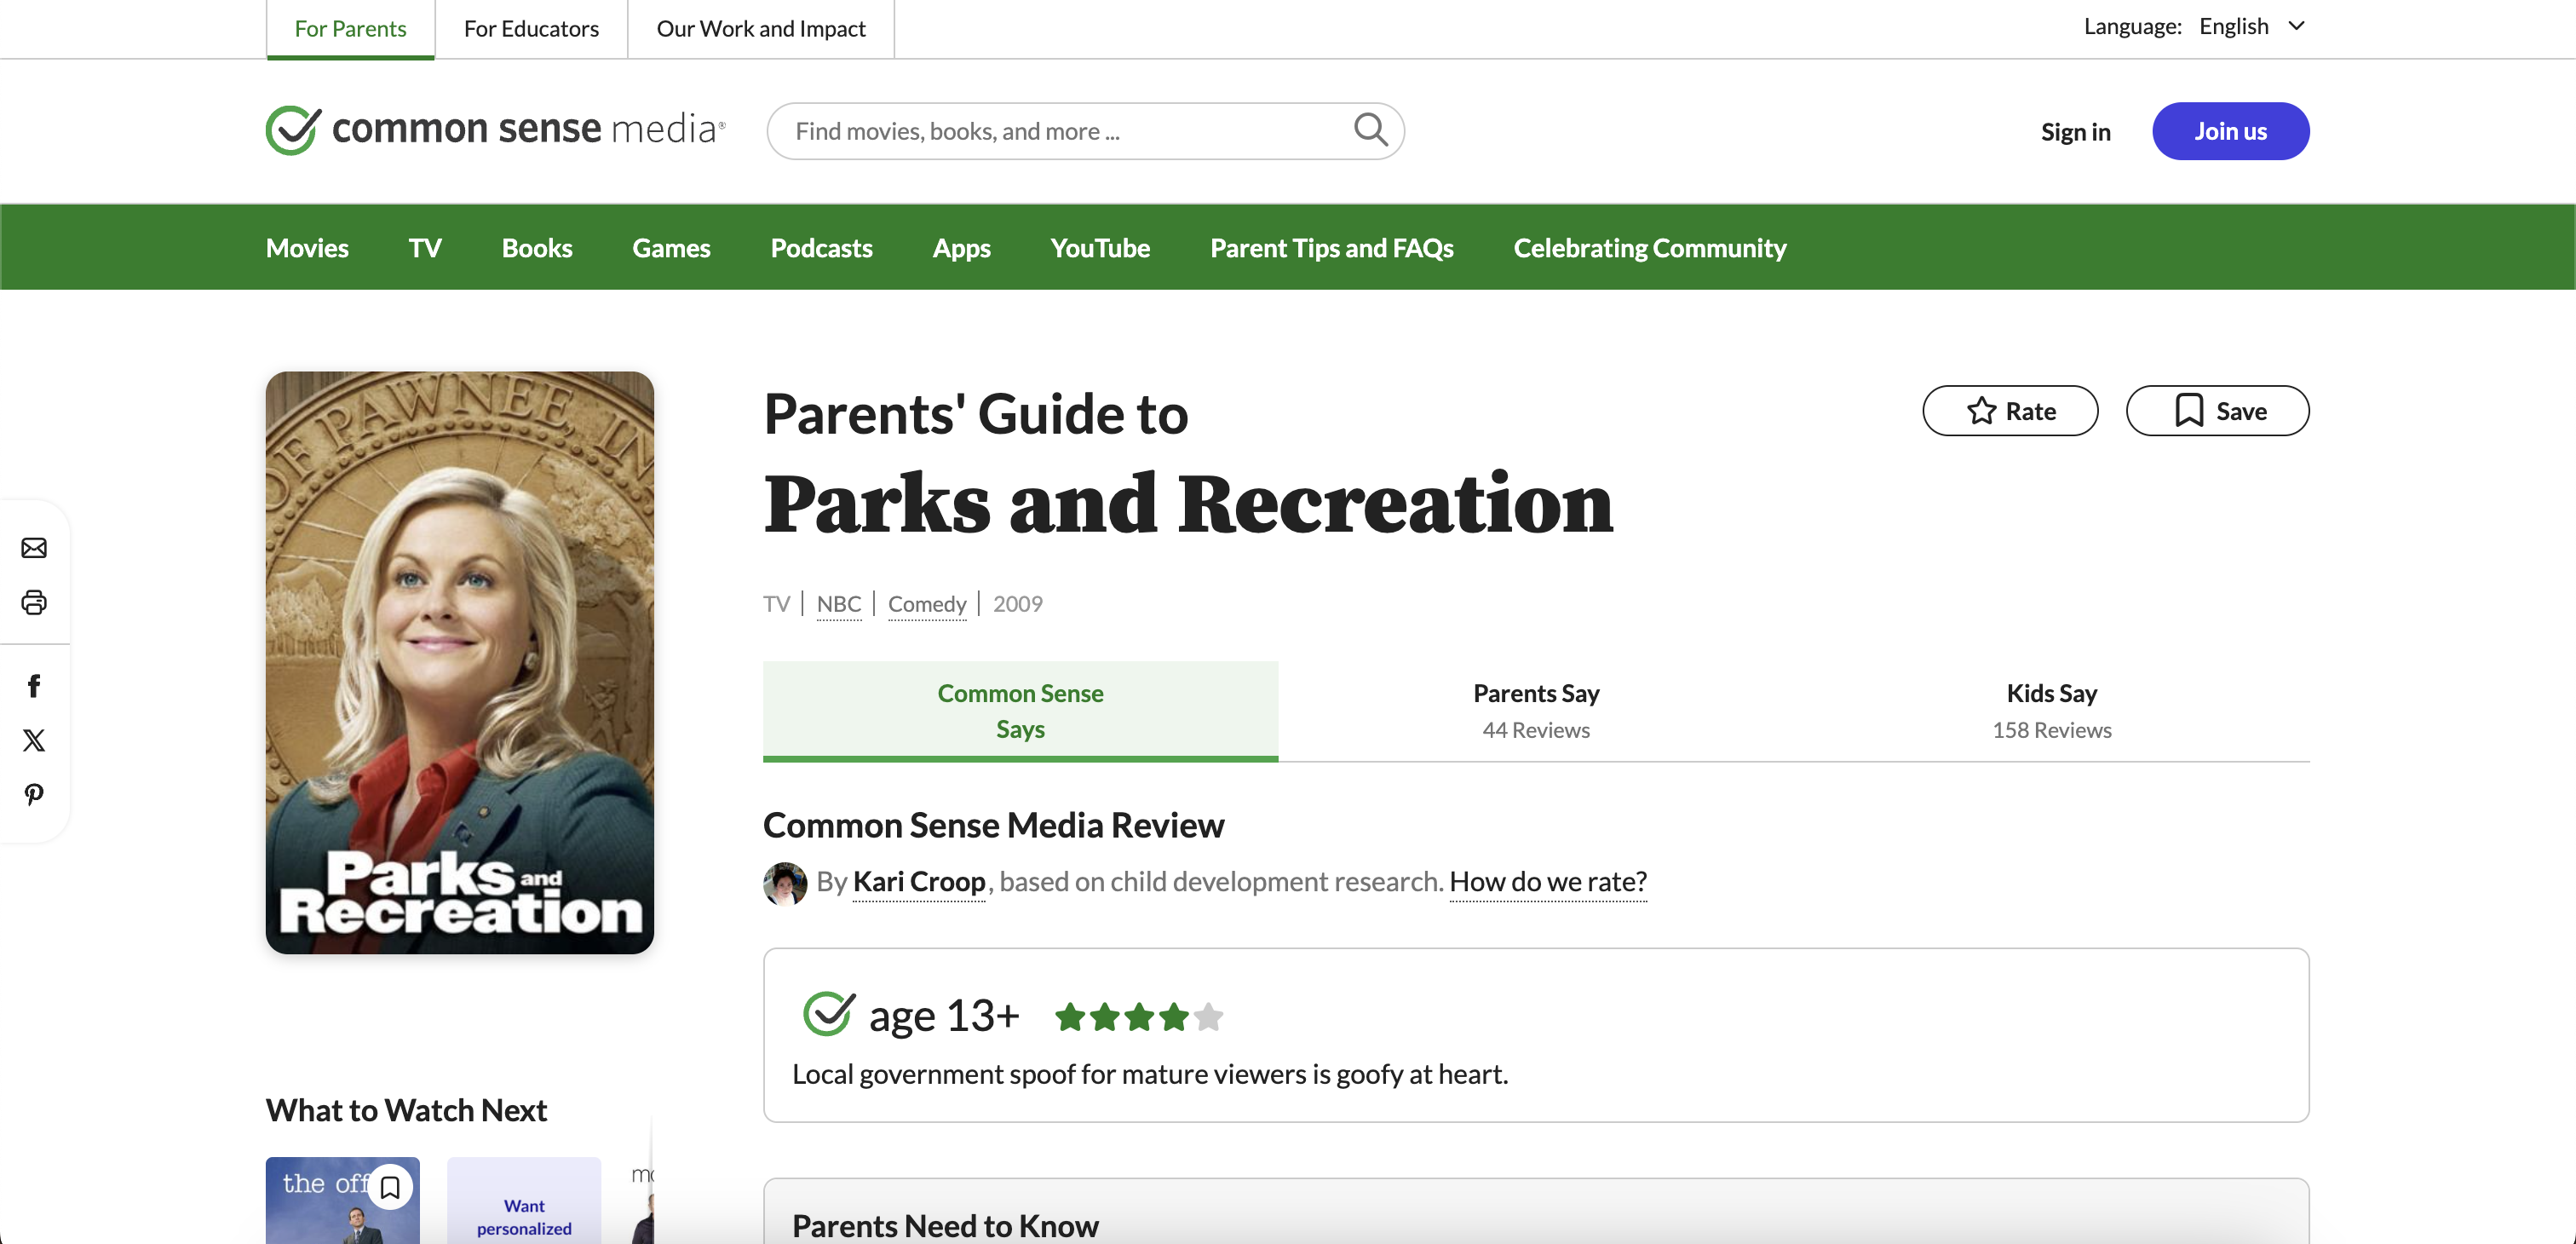 For Parents
For Educators
Our Work and Impact
Language: English
common sense media®
Find movies, books, and more ...
Sign in
Join us
Movies
TV
Books
Games
Podcasts
Apps
YouTube
Parent Tips and FAQs
Celebrating Community
OF PAWNEE, IN
Parks and
Recreation
Parents' Guide to
Parks and Recreation
Rate
Save
TV | NBC | Comedy | 2009
Common Sense
Says
Parents Say
44 Reviews
Kids Say
158 Reviews
Common Sense Media Review
By Kari Croop, based on child development research. How do we rate?
age 13+
Local government spoof for mature viewers is goofy at heart.
Parents Need to Know
What to Watch Next
the off
Want
personalized